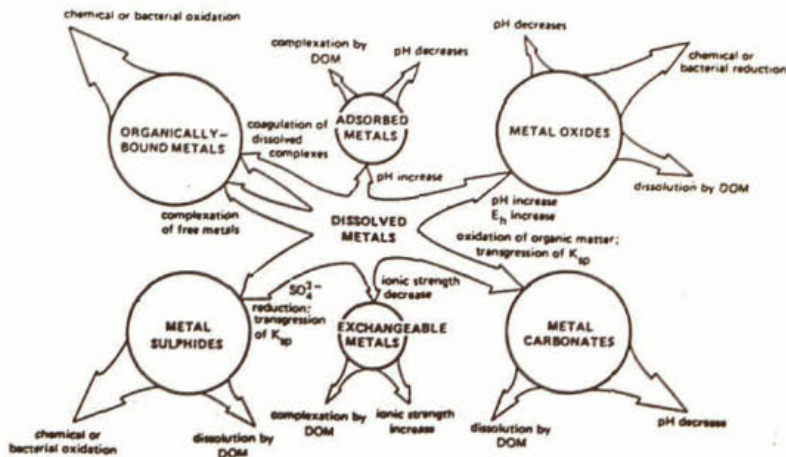 chemical or bacterial oxidation
complexation by
DOM
pH decreases
pH decreases
chemical or
bacterial reduction
ORGANICALLY-
BOUND METALS
coagulation of
dissolved
complexes
ADSORBED
METALS
METAL OXIDES
pH increase
dissolution by DOM
complexation
of free metals
DISSOLVED
METALS
pH increase
Eh increase
oxidation of organic matter;
transgression of Ksp
SO4 2-
reduction;
transgression
of Ksp
ionic strength
decrease
METAL
SULPHIDES
EXCHANGEABLE
METALS
METAL
CARBONATES
chemical or
bacterial oxidation
dissolution by
DOM
complexation by
DOM
ionic strength
increase
dissolution by
DOM
pH decrease